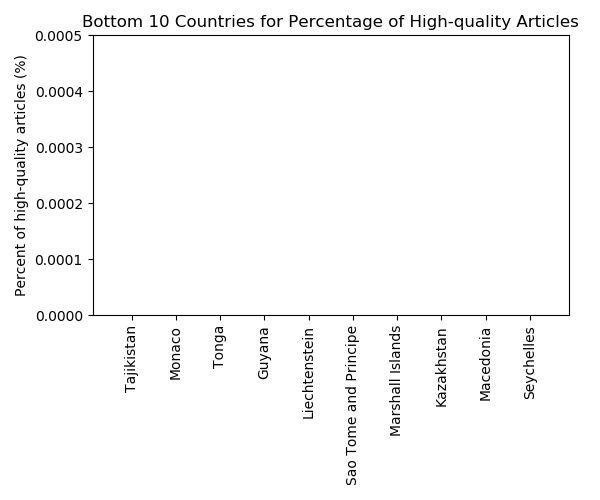 Bottom 10 Countries for Percentage of High-quality Articles
Percent of high-quality articles (%)
0.0005
0.0004
0.0003
0.0002
0.0001
0.0000
Tajikistan
Monaco
Tonga
Guyana
Liechtenstein
Sao Tome and Principe
Marshall Islands
Kazakhstan
Macedonia
Seychelles